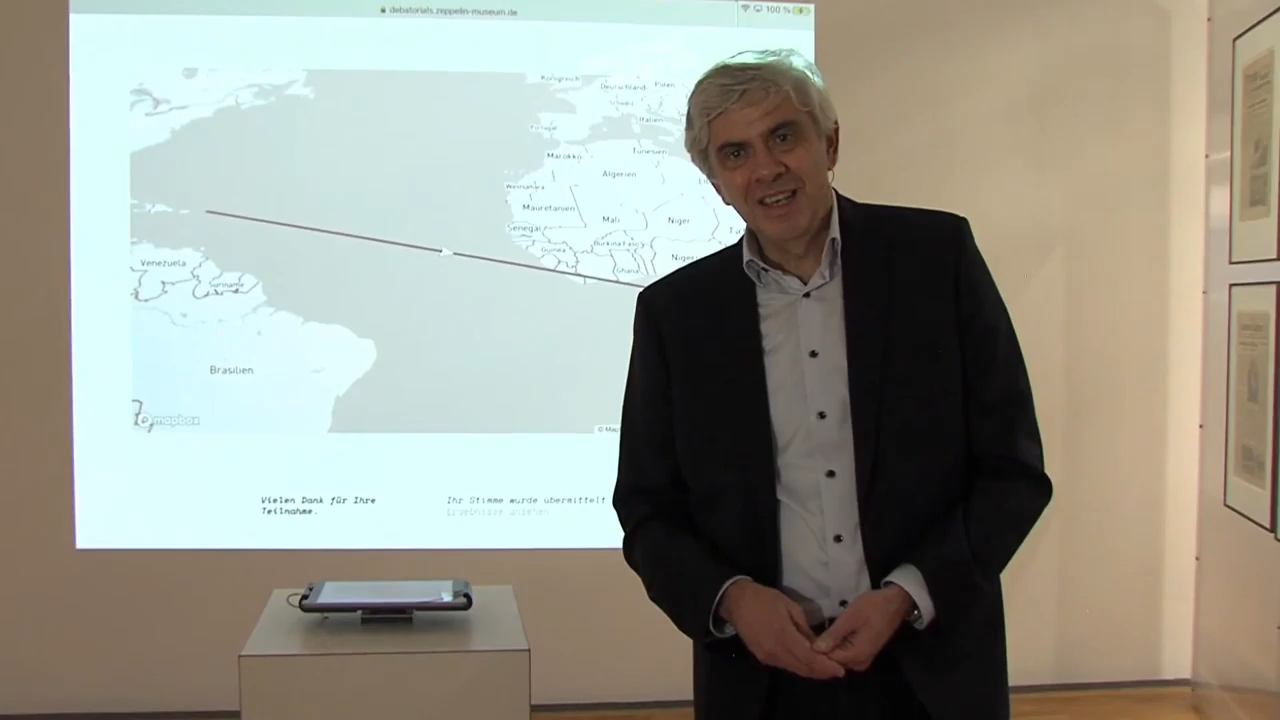 debatorials.zeppelin-museum.de
100 %
Königreich
Deutschland
Polen
Schweiz
Italien
Portugal
Marokko
Tunesien
Algerien
Westsahara
Mauretanien
Mali
Niger
Senegal
Burkina Faso
Guinea
Ghana
Venezuela
Suriname
Brasilien
mapbox
© Map
Vielen Dank für Ihre
Teilnahme.
Ihr Stimme wurde übermittelt
Ergebnisse ansehen